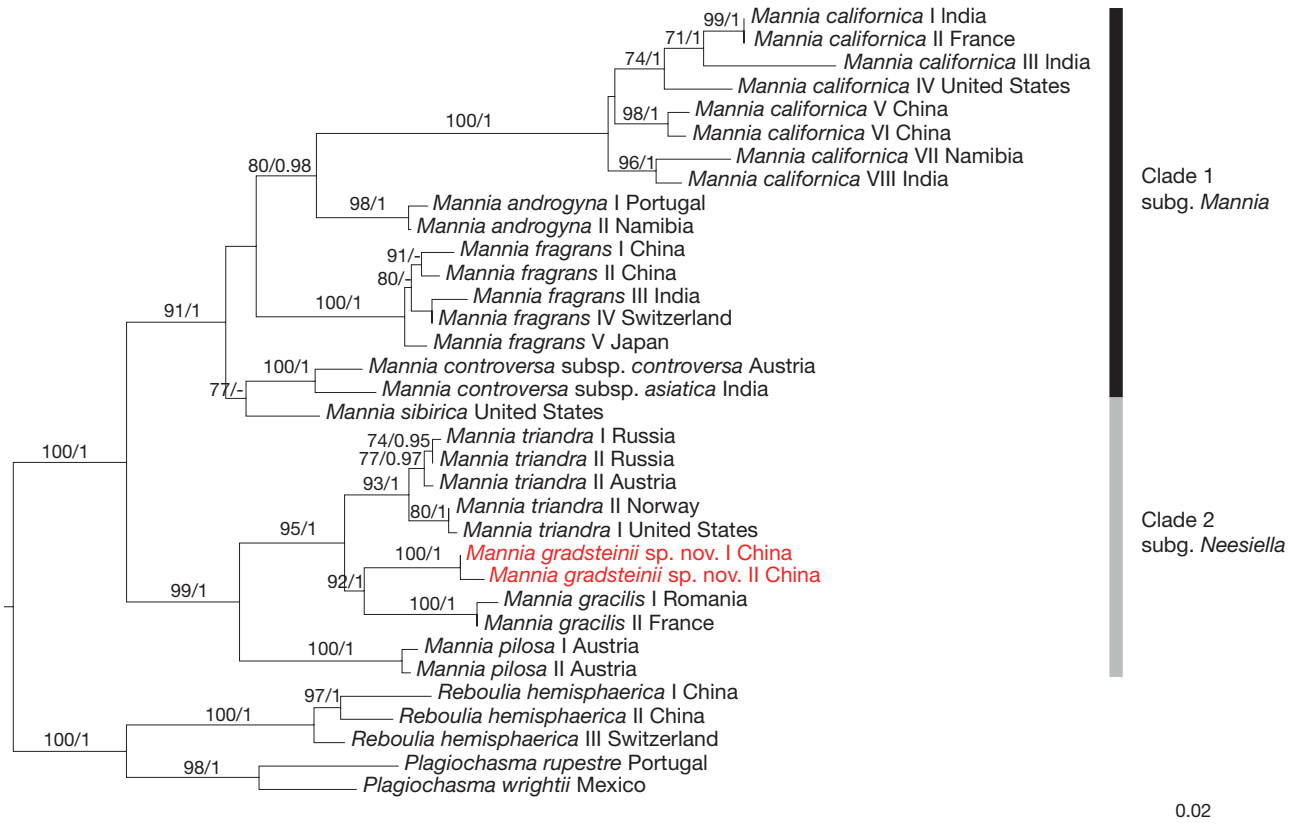 99/1
Mannia californica I India
71/1
Mannia californica II France
74/1
Mannia californica III India
Mannia californica IV United States
100/1
98/1
Mannia californica V China
Mannia californica VI China
96/1
Mannia californica VII Namibia
Mannia californica VIII India
80/0.98
98/1
Mannia androgyna I Portugal
Mannia androgyna II Namibia
91/-
Mannia fragrans I China
80/-
Mannia fragrans II China
100/1
Mannia fragrans III India
Mannia fragrans IV Switzerland
91/1
Mannia fragrans V Japan
100/1
Mannia controversa subsp. controversa Austria
77/-
Mannia controversa subsp. asiatica India
Mannia sibirica United States
100/1
74/0.95
Mannia triandra I Russia
77/0.97
Mannia triandra II Russia
93/1
Mannia triandra II Austria
80/1
Mannia triandra II Norway
95/1
Mannia triandra I United States
100/1
Mannia gradsteinii sp. nov. I China
92/1
Mannia gradsteinii sp. nov. II China
99/1
100/1
Mannia gracilis I Romania
Mannia gracilis II France
100/1
Mannia pilosa I Austria
Mannia pilosa II Austria
97/1
Reboulia hemisphaerica I China
100/1
Reboulia hemisphaerica II China
100/1
Reboulia hemisphaerica III Switzerland
98/1
Plagiochasma rupestre Portugal
Plagiochasma wrightii Mexico
Clade 1
subg. Mannia
Clade 2
subg. Neesiella
0.02